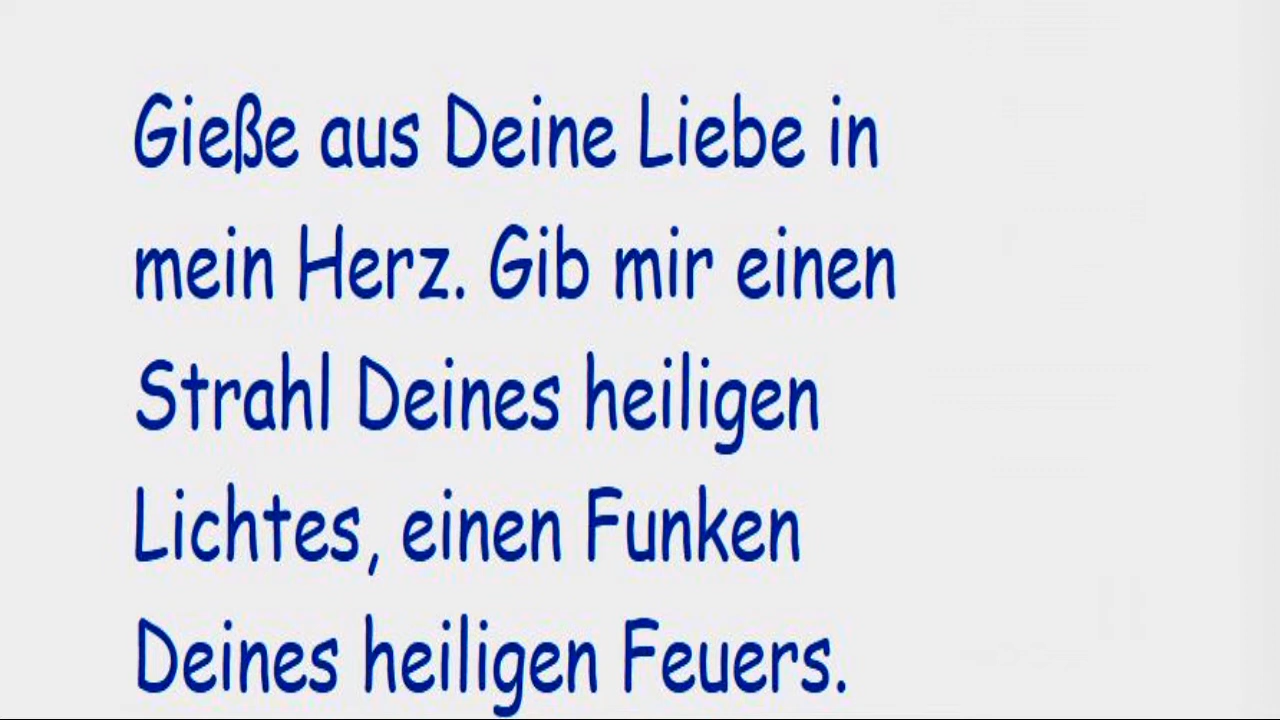 Gieße aus Deine Liebe in
mein Herz. Gib mir einen
Strahl Deines heiligen
Lichtes, einen Funken
Deines heiligen Feuers.